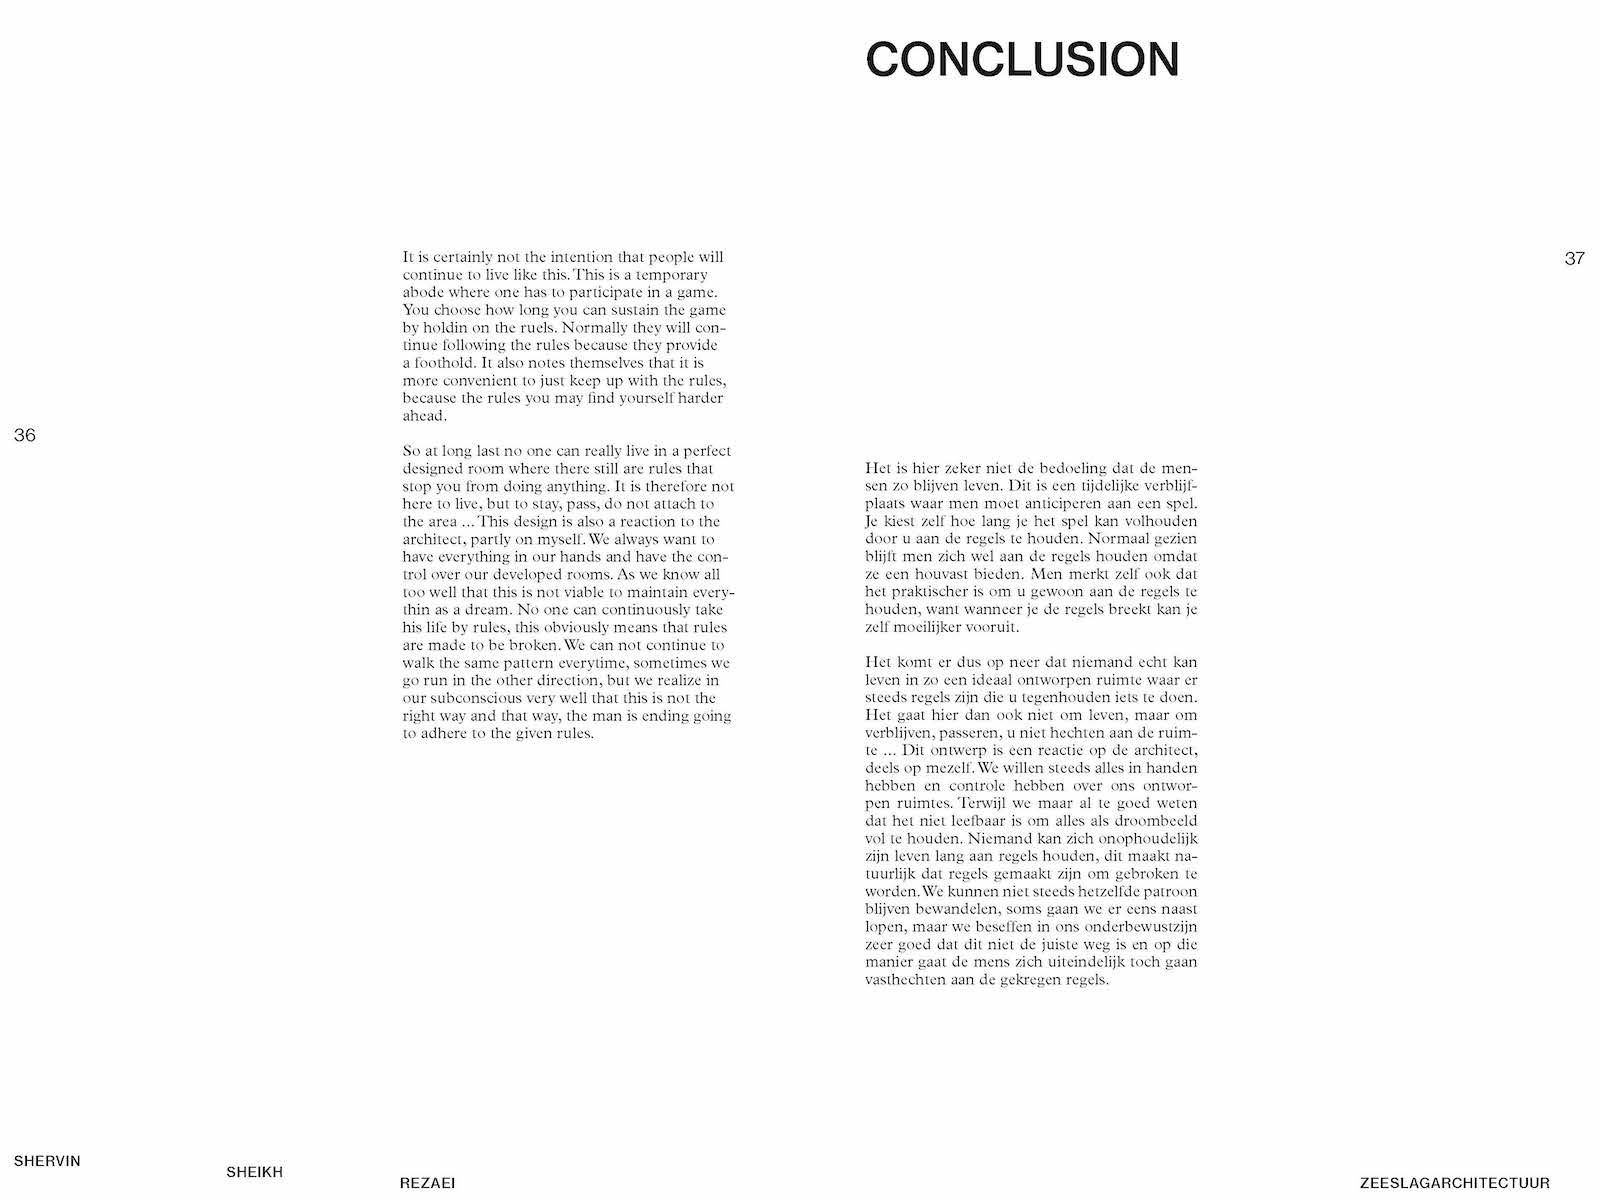 CONCLUSION
36
It is certainly not the intention that people will
continue to live like this. This is a temporary
abode where one has to participate in a game.
You choose how long you can sustain the game
by holdin on the ruels. Normally they will con-
tinue following the rules because they provide
a foothold. It also notes themselves that it is
more convenient to just keep up with the rules,
because the rules you may find yourself harder
ahead.
So at long last no one can really live in a perfect
designed room where there still are rules that
stop you from doing anything. It is therefore not
here to live, but to stay, pass, do not attach to
the area ... This design is also a reaction to the
architect, partly on myself. We always want to
have everything in our hands and have the con-
trol over our developed rooms. As we know all
too well that this is not viable to maintain every-
thin as a dream. No one can continuously take
his life by rules, this obviously means that rules
are made to be broken. We can not continue to
walk the same pattern everytime, sometimes we
go run in the other direction, but we realize in
our subconscious very well that this is not the
right way and that way, the man is ending going
to adhere to the given rules.
37
Het is hier zeker niet de bedoeling dat de men-
sen zo blijven leven. Dit is een tijdelijke verblijf-
plaats waar men moet anticiperen aan een spel.
Je kiest zelf hoe lang je het spel kan volhouden
door u aan de regels te houden. Normaal gezien
blijft men zich wel aan de regels houden omdat
ze een houvast bieden. Men merkt zelf ook dat
het praktischer is om u gewoon aan de regels te
houden, want wanneer je de regels breekt kan je
zelf moeilijker vooruit.
Het komt er dus op neer dat niemand echt kan
leven in zo een ideaal ontworpen ruimte waar er
steeds regels zijn die u tegenhouden iets te doen.
Het gaat hier dan ook niet om leven, maar om
verblijven, passeren, u niet hechten aan de ruim-
te ... Dit ontwerp is een reactie op de architect,
deels op mezelf. We willen steeds alles in handen
hebben en controle hebben over ons ontwor-
pen ruimtes. Terwijl we maar al te goed weten
dat het niet leefbaar is om alles als droombeeld
vol te houden. Niemand kan zich onophoudelijk
zijn leven lang aan regels houden, dit maakt na-
tuurlijk dat regels gemaakt zijn om gebroken te
worden. We kunnen niet steeds hetzelfde patroon
blijven bewandelen, soms gaan we er eens naast
lopen, maar we beseffen in ons onderbewustzijn
zeer goed dat dit niet de juiste weg is en op die
manier gaat de mens zich uiteindelijk toch gaan
vasthechten aan de gekregen regels.
SHERVIN
SHEIKH
REZAEI
ZEESLAGARCHITECTUUR